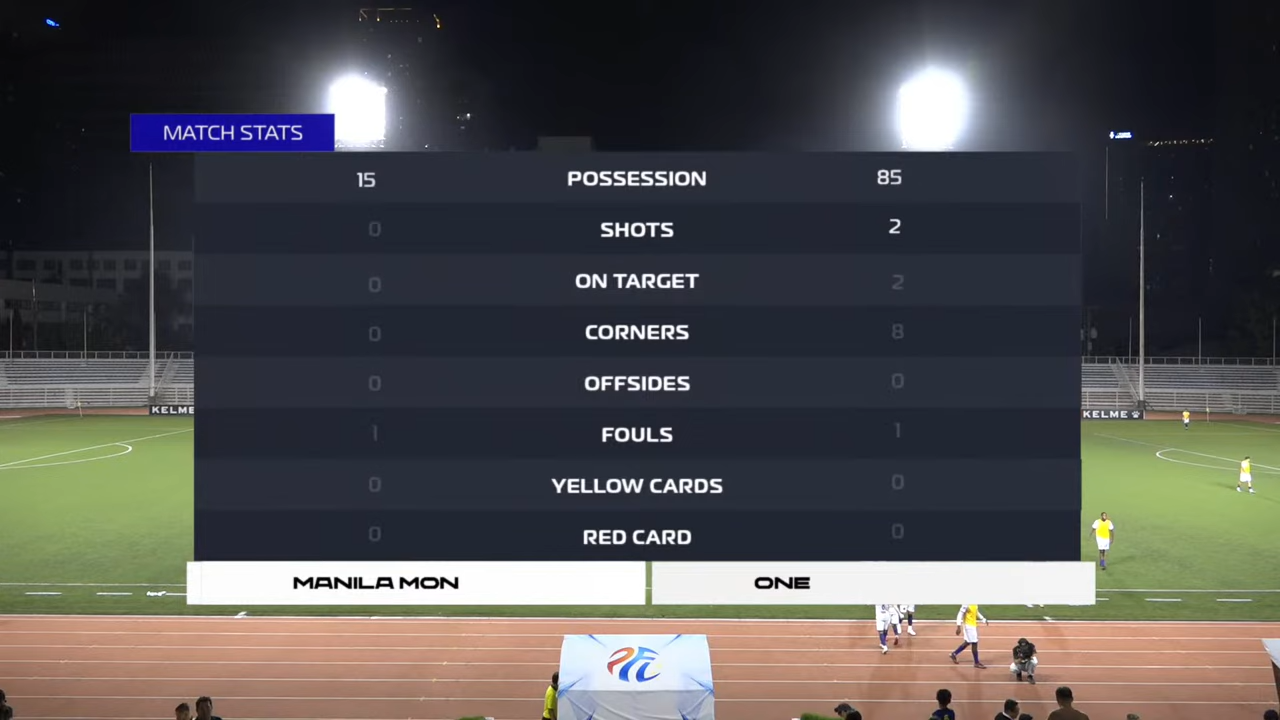 MATCH STATS
15 POSSESSION 85
0 SHOTS 2
0 ON TARGET 2
0 CORNERS 8
0 OFFSIDES 0
1 FOULS 1
0 YELLOW CARDS 0
0 RED CARD 0
KELME
KELME
MANILA MON ONE
PFL